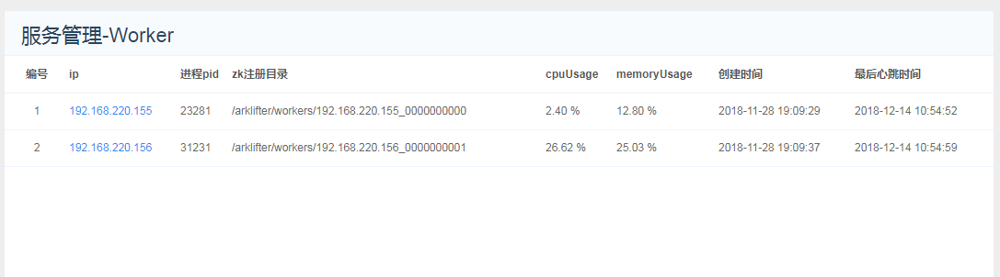 服务管理-Worker
编号 ip 进程pid zk注册目录 cpuUsage memoryUsage 创建时间 最后心跳时间
1 192.168.220.155 23281 /arklifter/workers/192.168.220.155_0000000000 2.40 % 12.80 % 2018-11-28 19:09:29 2018-12-14 10:54:52
2 192.168.220.156 31231 /arklifter/workers/192.168.220.156_0000000001 26.62 % 25.03 % 2018-11-28 19:09:37 2018-12-14 10:54:59